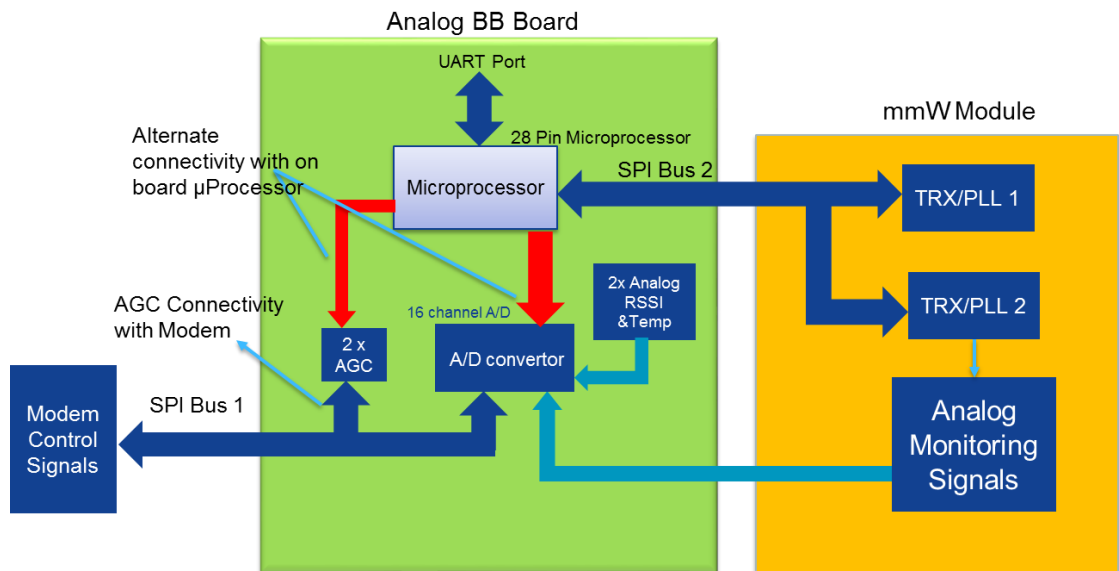 Analog BB Board
UART Port
mmW Module
Alternate
connectivity with on
board µProcessor
28 Pin Microprocessor
Microprocessor
SPI Bus 2
TRX/PLL 1
2x Analog
RSSI
&Temp
TRX/PLL 2
AGC Connectivity
with Modem
16 channel A/D
2 x
AGC
A/D convertor
SPI Bus 1
Modem
Control
Signals
Analog
Monitoring
Signals